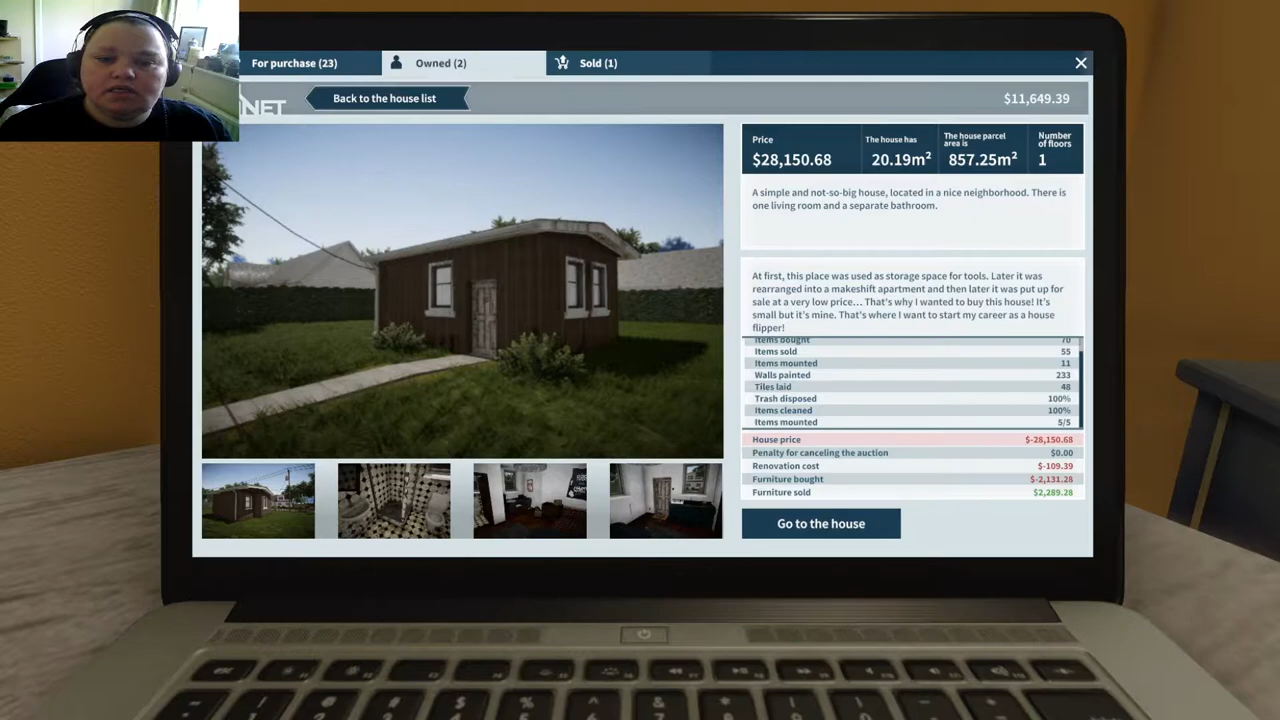 For purchase (23)
Owned (2)
Sold (1)
NET
Back to the house list
$11,649.39
Price
$28,150.68
The house has
20.19m²
The house parcel
area is
857.25m²
Number
of floors
1
A simple and not-so-big house, located in a nice neighborhood. There is
one living room and a separate bathroom.
At first, this place was used as storage space for tools. Later it was
rearranged into a makeshift apartment and then later it was put up for
sale at a very low price... That's why I wanted to buy this house! It's
small but it's mine. That's where I want to start my career as a house
flipper!
Items bought 70
Items sold 55
Items mounted 11
Walls painted 233
Tiles laid 48
Trash disposed 100%
Items cleaned 100%
Items mounted 5/5
House price $-28,150.68
Penalty for canceling the auction $0.00
Renovation cost $-109.39
Furniture bought $-2,131.28
Furniture sold $2,289.28
Go to the house
esc